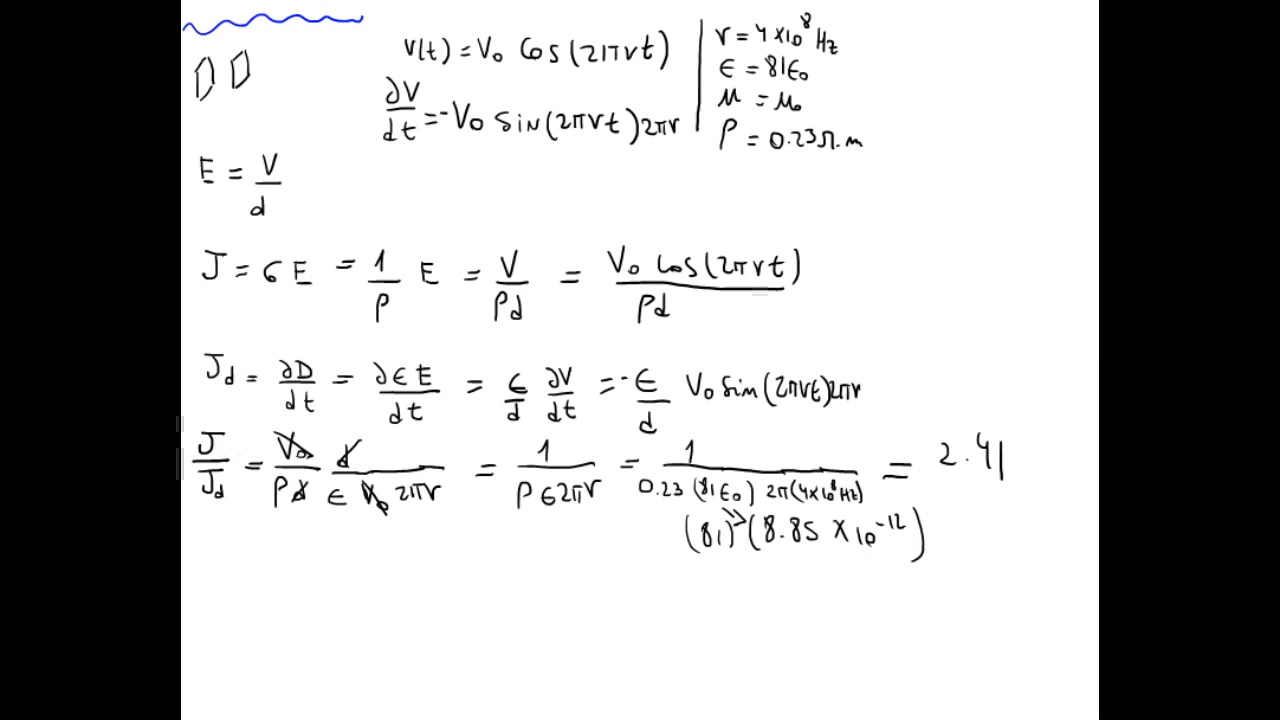 V(t) = V₀ Cos(2πνt)
∂V/dt = -V₀ Sin(2πνt) 2πν
ν = 4×10⁸ Hz
ϵ = 81ϵ₀
μ = μ₀
ρ = 0.23Ω.m
E = V/d
J = σ E = 1/ρ E = V/ρd = V₀ Cos(2πνt)/ρd
J_d = ∂D/dt = ∂ϵE/dt = ϵ/d ∂V/dt = -ϵ/d V₀ Sin(2πνt) 2πν
J/J_d = V₀/ρd d/ϵ V₀ 2πν = 1/ρϵ2πν = 1/0.23 (81ϵ₀) 2π(4×10⁸Hz) = 2.41
(81) (8.85 × 10⁻¹²)